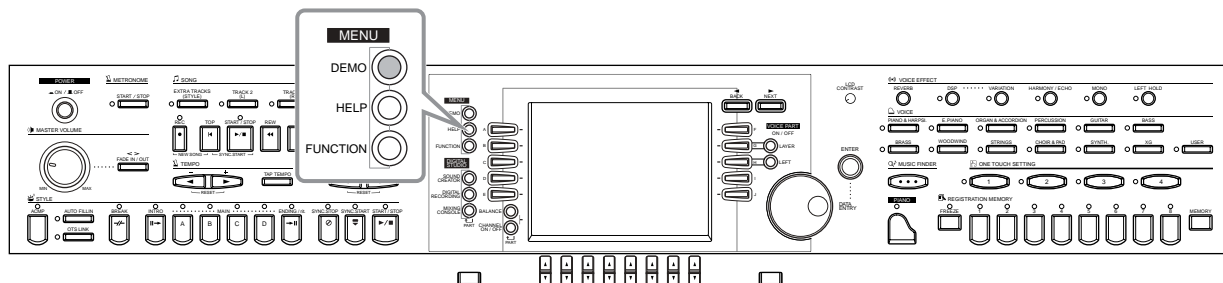 MENU
DEMO
HELP
FUNCTION
POWER
ON / OFF
METRONOME
START / STOP
SONG
EXTRA TRACKS
(STYLE)
TRACK 2
(L)
REC
TOP
START / STOP
REW
NEW SONG
SYNC.START
MASTER VOLUME
MIN
MAX
FADE IN / OUT
TEMPO
RESET
TAP TEMPO
RESET
STYLE
ACMP
AUTO FILL IN
OTS LINK
BREAK
INTRO
MAIN
A
B
C
D
ENDING / rit.
SYNC.STOP
SYNC.START
START / STOP
MENU
DEMO
HELP
FUNCTION
DIGITAL
STUDIO
SOUND
CREATOR
DIGITAL
RECORDING
MIXING
CONSOLE
PART
A
B
C
D
E
BALANCE
CHANNEL
ON / OFF
PART
BACK
NEXT
VOICE PART
ON / OFF
F
G
H
I
J
LAYER
LEFT
LCD
CONTRAST
ENTER
DATA
ENTRY
VOICE EFFECT
REVERB
DSP
VARIATION
HARMONY / ECHO
MONO
LEFT HOLD
VOICE
PIANO & HARPSI.
E.PIANO
ORGAN & ACCORDION
PERCUSSION
GUITAR
BASS
BRASS
WOODWIND
STRINGS
CHOIR & PAD
SYNTH.
XG
USER
MUSIC FINDER
ONE TOUCH SETTING
1
2
3
4
PIANO
REGISTRATION MEMORY
FREEZE
1
2
3
4
5
6
7
8
MEMORY